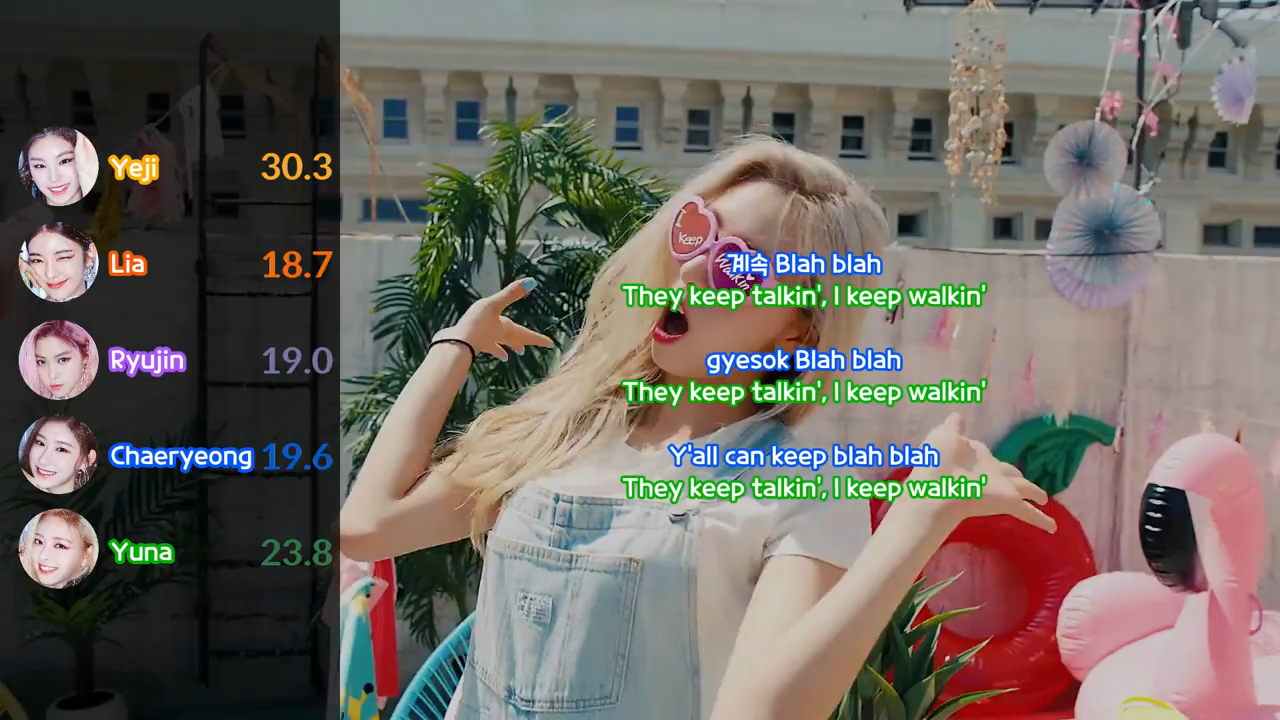 Yeji 30.3
Lia 18.7
Ryujin 19.0
Chaeryeong 19.6
Yuna 23.8
I Keep
Walkin'
계속 Blah blah
They keep talkin', I keep walkin'
gyesok Blah blah
They keep talkin', I keep walkin'
Y'all can keep blah blah
They keep talkin', I keep walkin'